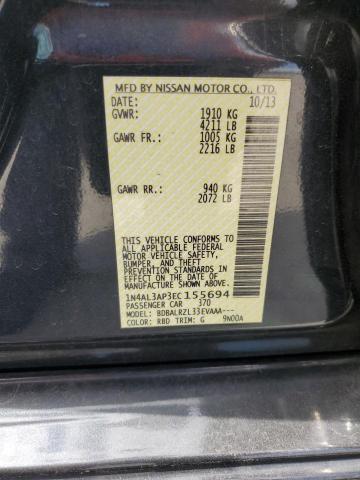 MFD BY NISSAN MOTOR CO., LTD.
DATE: 10/13
GVWR: 1910 KG
4211 LB
GAWR FR.: 1005 KG
2216 LB
GAWR RR.: 940 KG
2072 LB
THIS VEHICLE CONFORMS TO
ALL APPLICABLE FEDERAL
MOTOR VEHICLE SAFETY, BUMPER,
AND THEFT PREVENTION STANDARDS
IN EFFECT ON THE DATE OF
MANUFACTURE SHOWN ABOVE.
1N4AL3AP3EC155694
PASSENGER CAR 370
MODEL: BDBALRZL33EVAAA---
COLOR: RBD TRIM: G 9N00A